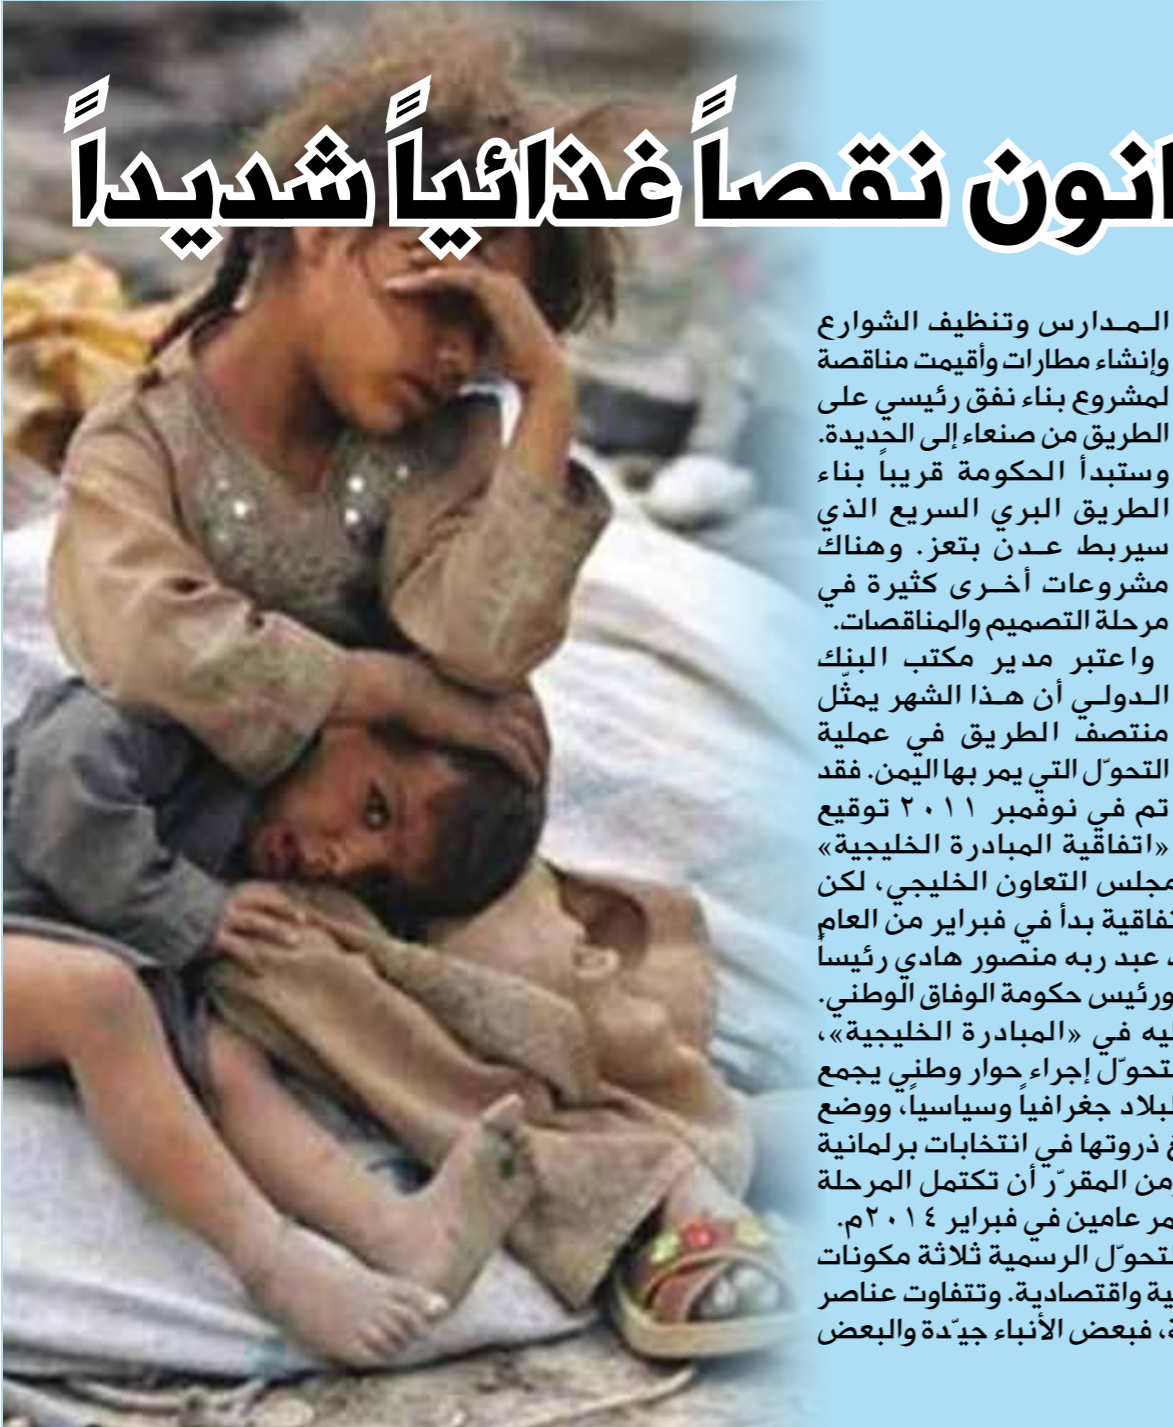 انون نقصاً غذائياً شديداً
الـمـدارس وتنظيف الشوارع
وإنشاء مطارات وأقيمت مناقصة
لمشروع بناء نفق رئيسي على
الطريق من صنعاء إلى الحديدة.
وستبدأ الحكومة قريباً بناء
الطريق البري السريع الذي
سيربط عـدن بتعز. وهناك
مشروعات أخـرى كثيرة في
مرحلة التصميم والمناقصات.
واعتبر مدير مكتب البنك
الـدولـي أن هـذا الشهر يمثّل
منتصف الطريق في عملية
التحوّل التي يمر بها اليمن. فقد
تم في نوفمبر ٢٠١١ توقيع
«اتفاقية المبادرة الخليجية»
مجلس التعاون الخليجي، لكن
تفاقية بدأ في فبراير من العام
، عبد ربه منصور هادي رئيساً
ورئيس حكومة الوفاق الوطني.
ليه في «المبادرة الخليجية»،
لتحوّل إجراء حوار وطني يجمع
لبلاد جغرافياً وسياسياً، ووضع
غ ذروتها في انتخابات برلمانية
من المقرّر أن تكتمل المرحلة
مر عامين في فبراير ٢٠١٤م.
لتحوّل الرسمية ثلاثة مكونات
ية واقتصادية. وتتفاوت عناصر
ة، فبعض الأنباء جيّدة والبعض